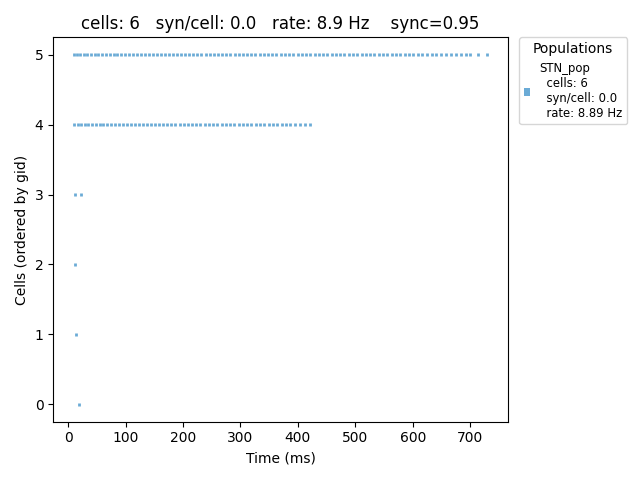 cells: 6   syn/cell: 0.0   rate: 8.9 Hz    sync=0.95
Populations
STN_pop
cells: 6
syn/cell: 0.0
rate: 8.89 Hz
Cells (ordered by gid)
5
4
3
2
1
0
0 100 200 300 400 500 600 700
Time (ms)